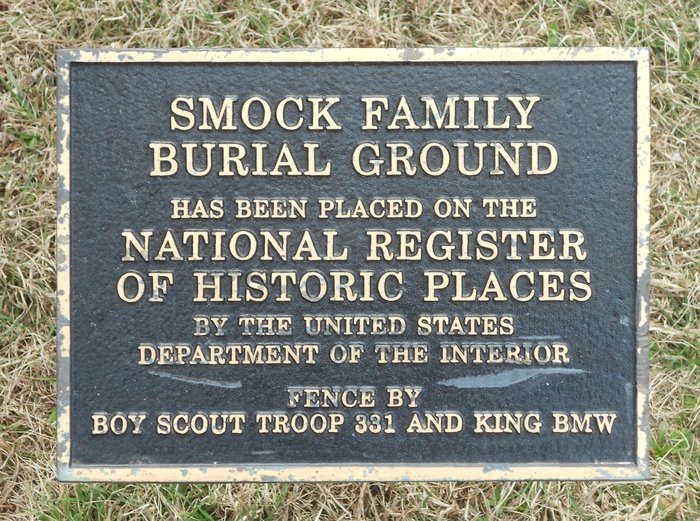 SMOCK FAMILY
BURIAL GROUND
HAS BEEN PLACED ON THE
NATIONAL REGISTER
OF HISTORIC PLACES
BY THE UNITED STATES
DEPARTMENT OF THE INTERIOR
FENCE BY
BOY SCOUT TROOP 331 AND KING BMW